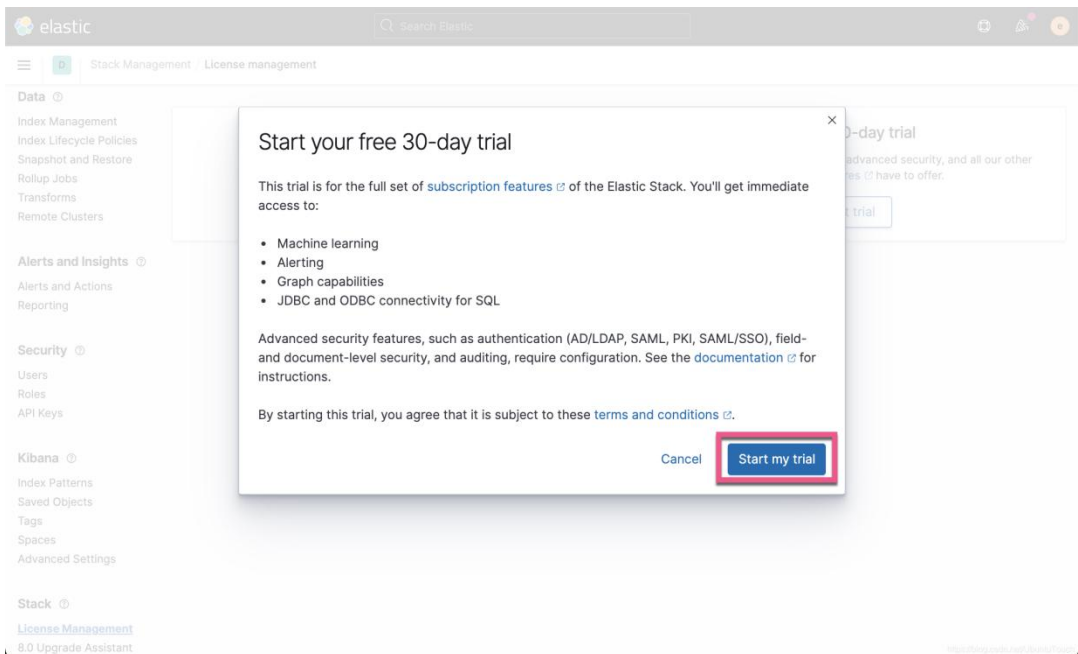 elastic
Search Elastic
D
Stack Management / License management
e
Data
Index Management
Index Lifecycle Policies
Snapshot and Restore
Rollup Jobs
Transforms
Remote Clusters
Alerts and Insights
Alerts and Actions
Reporting
Security
Users
Roles
API Keys
Kibana
Index Patterns
Saved Objects
Tags
Spaces
Advanced Settings
Stack
License Management
8.0 Upgrade Assistant
0-day trial
advanced security, and all our other
have to offer.
trial
Start your free 30-day trial
This trial is for the full set of subscription features of the Elastic Stack. You'll get immediate
access to:
• Machine learning
• Alerting
• Graph capabilities
• JDBC and ODBC connectivity for SQL
Advanced security features, such as authentication (AD/LDAP, SAML, PKI, SAML/SSO), field-
and document-level security, and auditing, require configuration. See the documentation for
instructions.
By starting this trial, you agree that it is subject to these terms and conditions.
Cancel
Start my trial